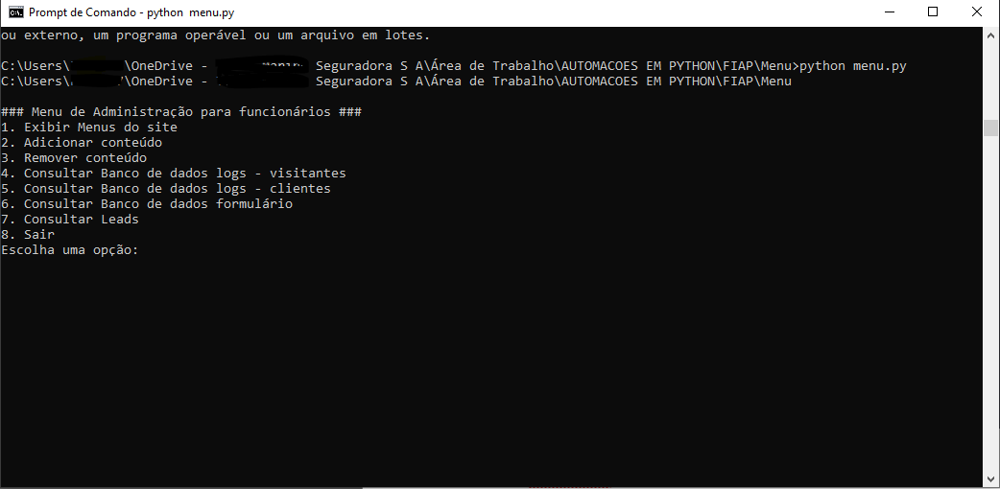 Prompt de Comando - python menu.py
ou externo, um programa operável ou um arquivo em lotes.
C:\Users\ \OneDrive - Seguradora S A\Área de Trabalho\AUTOMACOES EM PYTHON\FIAP\Menu>python menu.py
C:\Users\ \OneDrive - Seguradora S A\Área de Trabalho\AUTOMACOES EM PYTHON\FIAP\Menu
### Menu de Administração para funcionários ###
1. Exibir Menus do site
2. Adicionar conteúdo
3. Remover conteúdo
4. Consultar Banco de dados logs - visitantes
5. Consultar Banco de dados logs - clientes
6. Consultar Banco de dados formulário
7. Consultar Leads
8. Sair
Escolha uma opção: